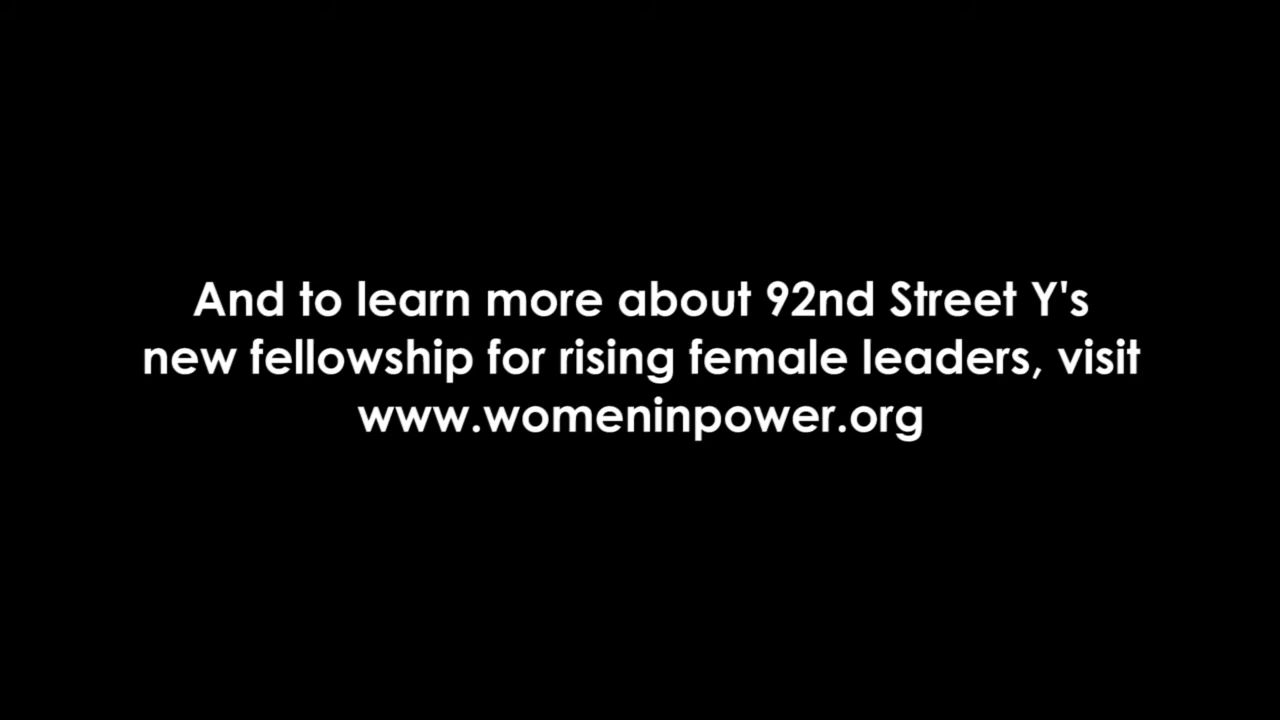 And to learn more about 92nd Street Y's
new fellowship for rising female leaders, visit
www.womeninpower.org